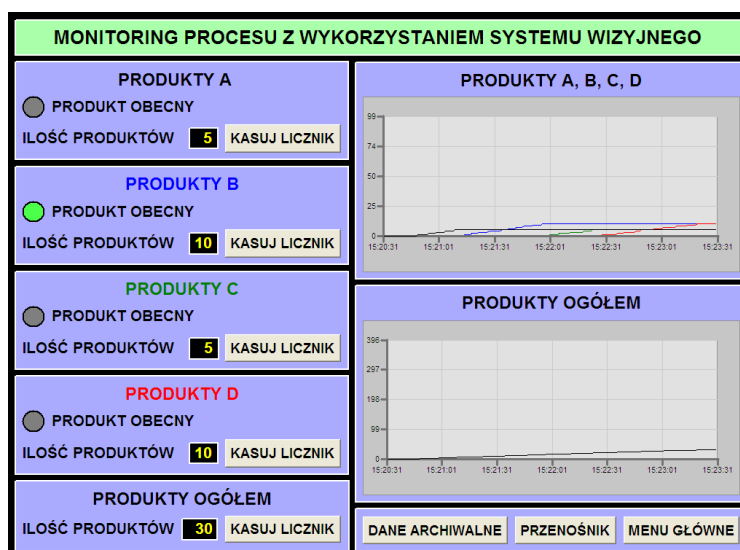 MONITORING PROCESU Z WYKORZYSTANIEM SYSTEMU WIZYJNEGO
PRODUKTY A
PRODUKT OBECNY
ILOŚĆ PRODUKTÓW 5 KASUJ LICZNIK
PRODUKTY B
PRODUKT OBECNY
ILOŚĆ PRODUKTÓW 10 KASUJ LICZNIK
PRODUKTY C
PRODUKT OBECNY
ILOŚĆ PRODUKTÓW 5 KASUJ LICZNIK
PRODUKTY D
PRODUKT OBECNY
ILOŚĆ PRODUKTÓW 10 KASUJ LICZNIK
PRODUKTY OGÓŁEM
ILOŚĆ PRODUKTÓW 30 KASUJ LICZNIK
PRODUKTY A, B, C, D
99
74
50
25
0
15:20:31 15:21:01 15:21:31 15:22:01 15:22:31 15:23:01 15:23:31
PRODUKTY OGÓŁEM
396
297
198
99
0
15:20:31 15:21:01 15:21:31 15:22:01 15:22:31 15:23:01 15:23:31
DANE ARCHIWALNE PRZENOŚNIK MENU GŁÓWNE